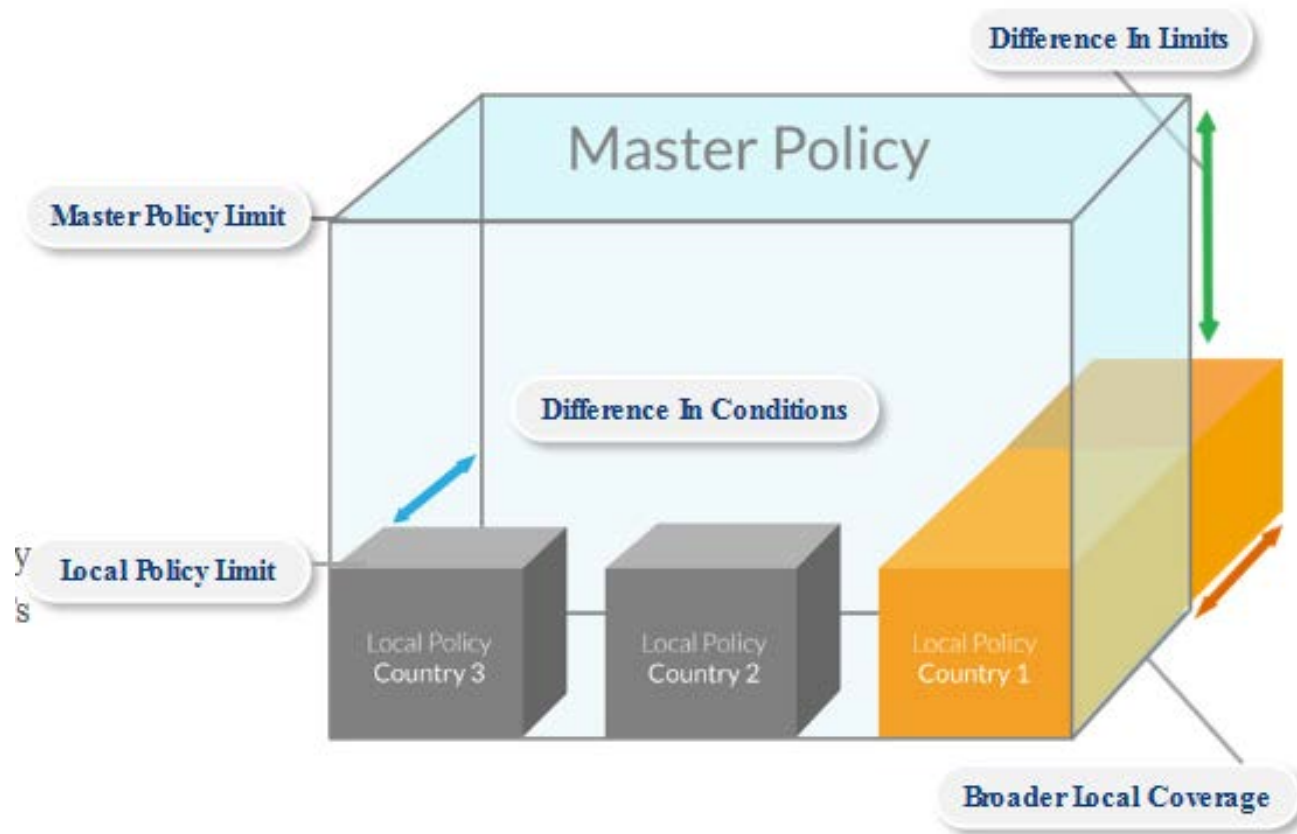 Difference In Limits
Master Policy
Master Policy Limit
Difference In Conditions
y
Local Policy Limit
's
Local Policy
Country 3
Local Policy
Country 2
Local Policy
Country 1
Broader Local Coverage